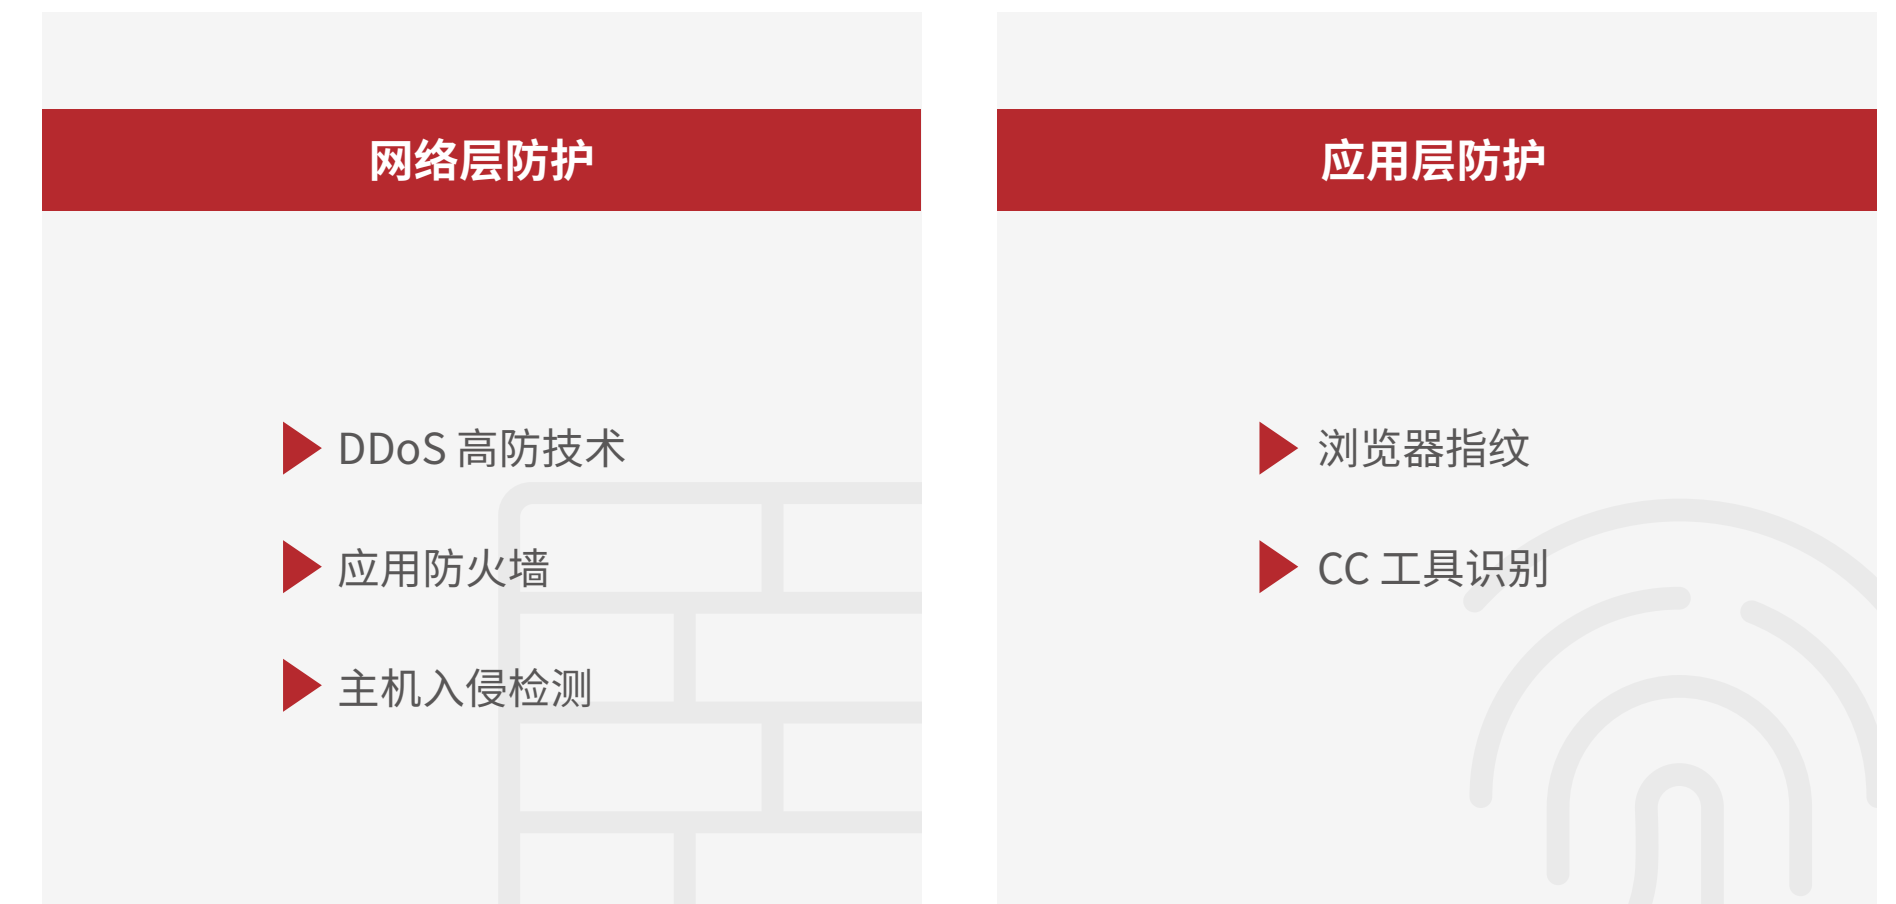 网络层防护
DDoS 高防技术
应用防火墙
主机入侵检测
应用层防护
浏览器指纹
CC 工具识别